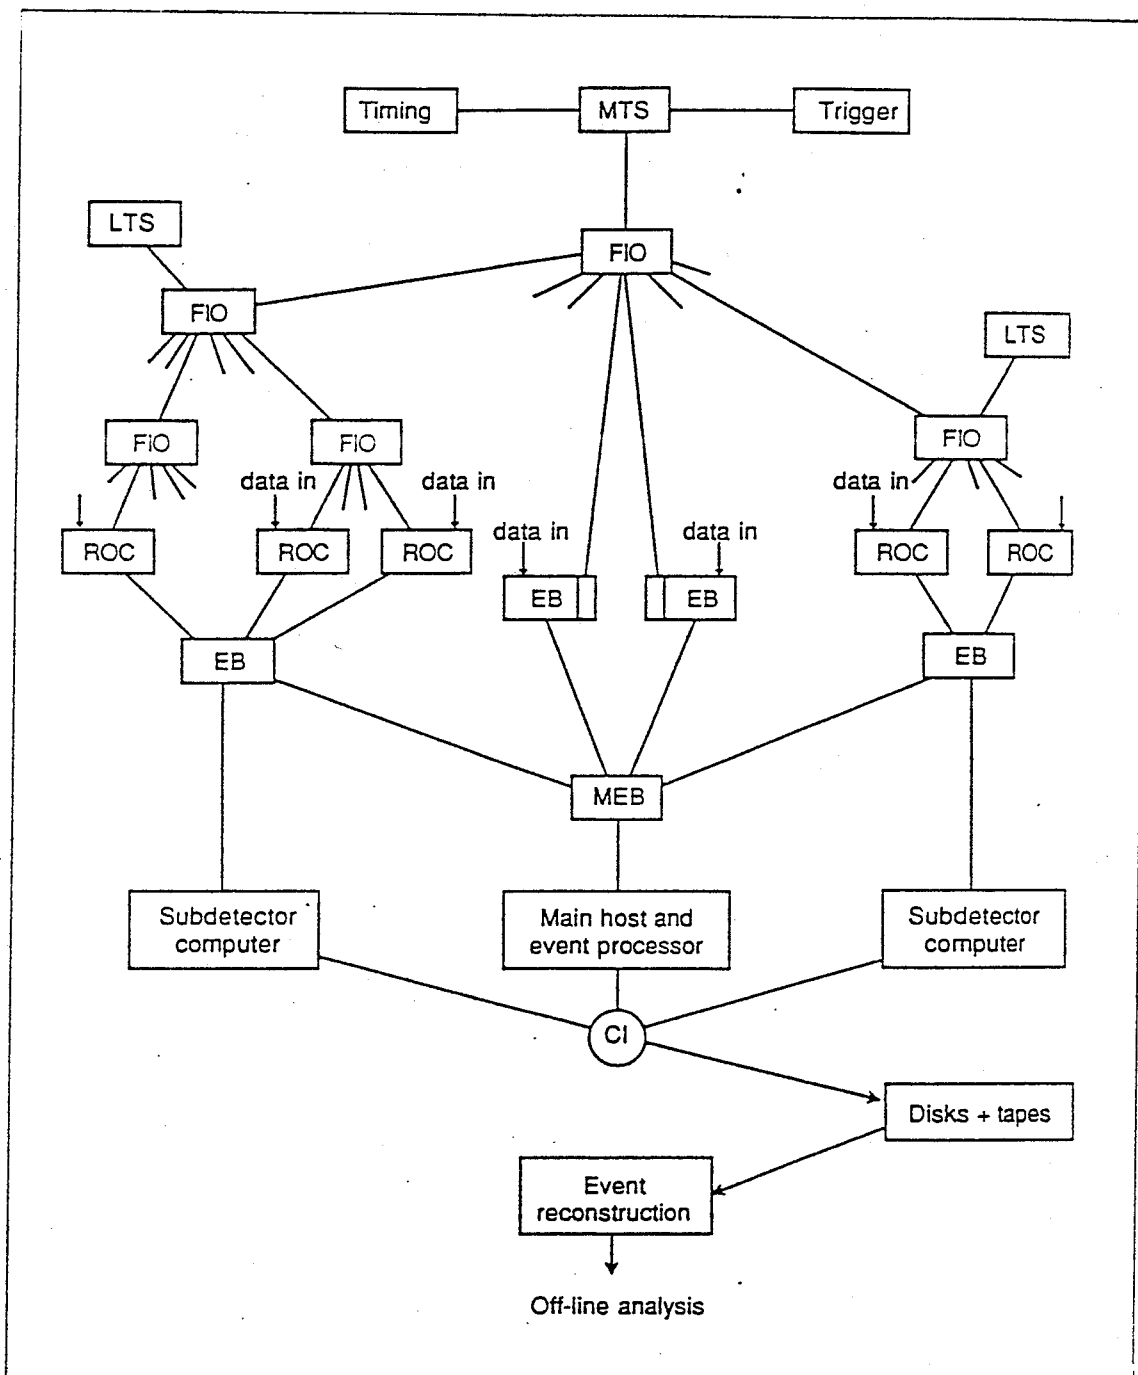 Timing
MTS
Trigger
LTS
FIO
FIO
LTS
FIO
FIO
FIO
data in
data in
data in
data in
data in
ROC
ROC
ROC
ROC
ROC
EB
EB
EB
EB
MEB
Subdetector
computer
Main host and
event processor
Subdetector
computer
CI
Disks + tapes
Event
reconstruction
Off-line analysis